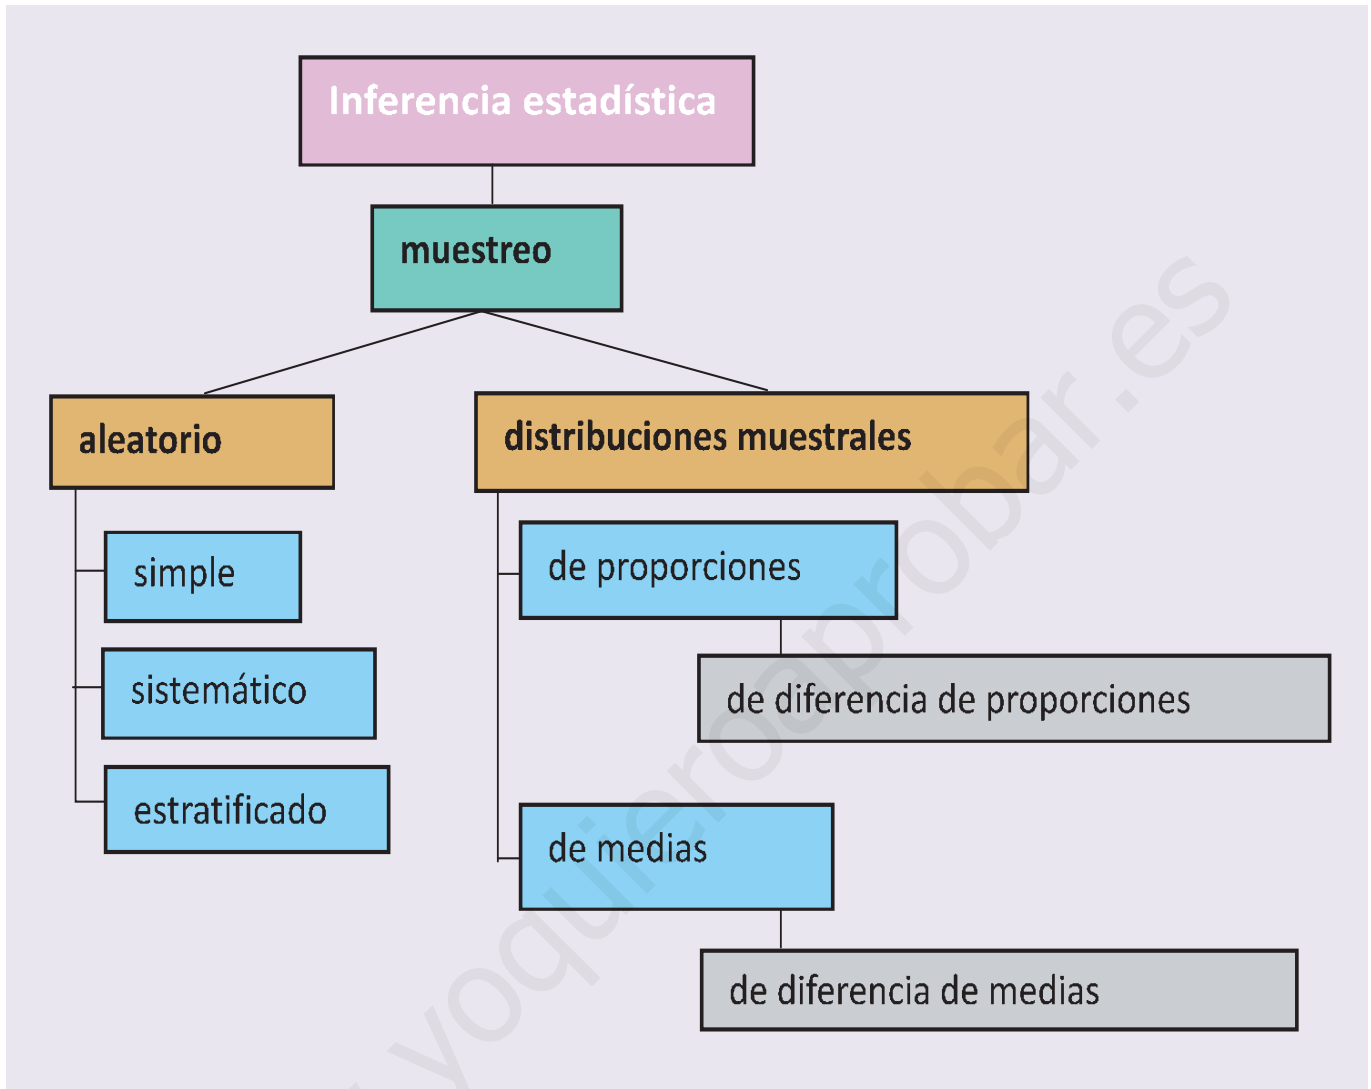 Inferencia estadística
muestreo
aleatorio
simple
sistemático
estratificado
distribuciones muestrales
de proporciones
de diferencia de proporciones
de medias
de diferencia de medias
yoquieroaprobar.es